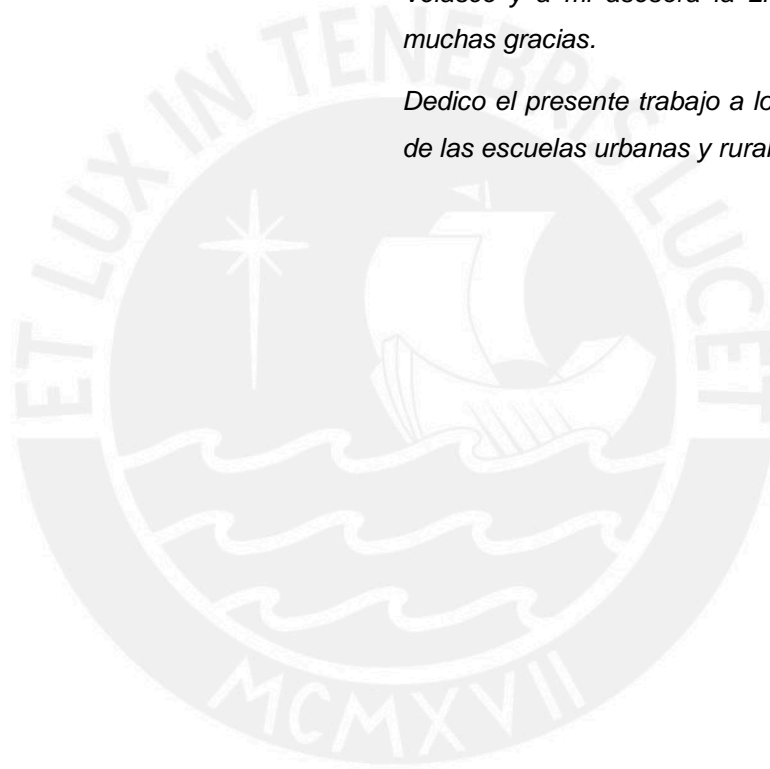 Velasco y a mi asesora la
muchas gracias.
Dedico el presente trabajo a lo
de las escuelas urbanas y
ET LUX IN TENEBRIS LUCET
MCMXVII